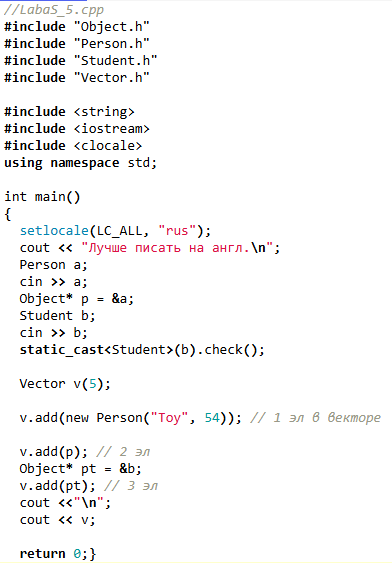 //LabaS_5.cpp
#include "Object.h"
#include "Person.h"
#include "Student.h"
#include "Vector.h"

#include <string>
#include <iostream>
#include <clocale>
using namespace std;

int main()
{
  setlocale(LC_ALL, "rus");
  cout << "Лучше писать на англ.\n";
  Person a;
  cin >> a;
  Object* p = &a;
  Student b;
  cin >> b;
  static_cast<Student>(b).check();

  Vector v(5);

  v.add(new Person("Toy", 54)); // 1 эл в векторе

  v.add(p); // 2 эл
  Object* pt = &b;
  v.add(pt); // 3 эл
  cout <<"\n";
  cout << v;

  return 0;}